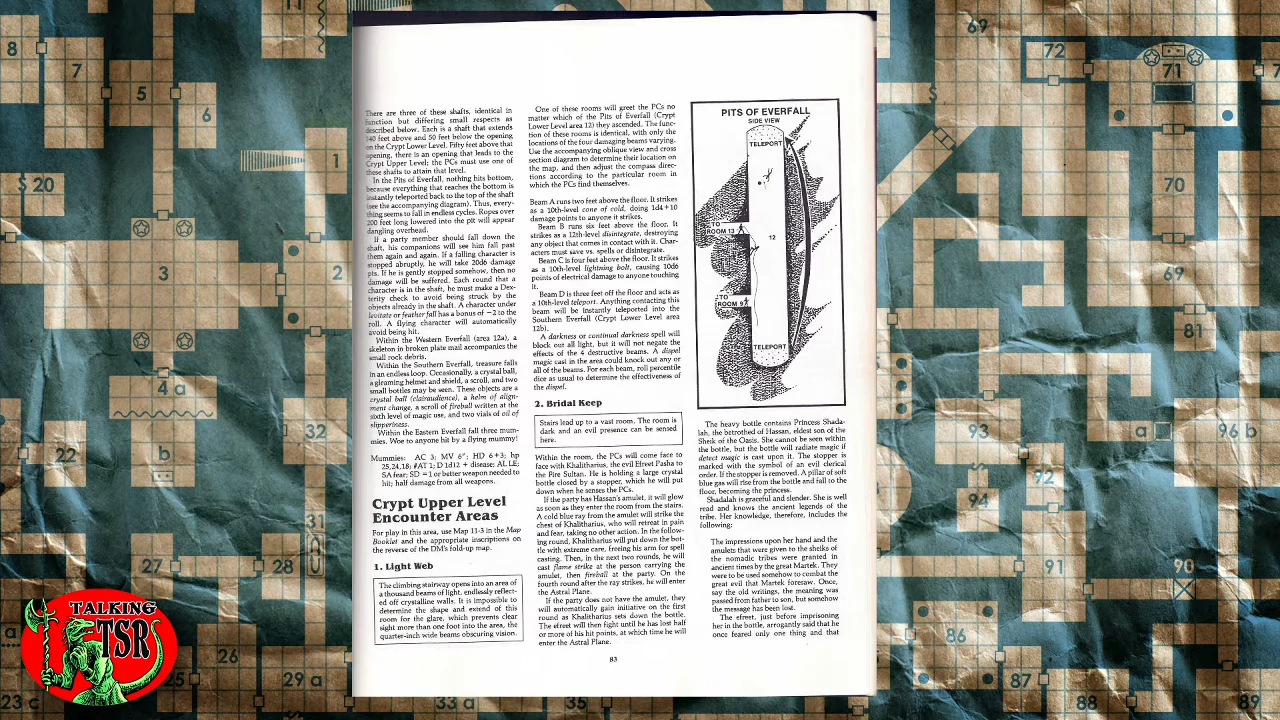 There are three of these shafts, identical in
function but differing small respects as
described below. Each is a shaft that extends
140 feet above and 50 feet below the opening
on the Crypt Lower Level. Fifty feet above that
opening, there is an opening that leads to the
Crypt Upper Level; the PCs must use one of
these shafts to attain that level.
In the Pits of Everfall, nothing hits bottom,
because everything that reaches the bottom is
instantly teleported back to the top of the shaft
(see the accompanying diagram). Thus, every-
thing seems to fall in endless cycles. Ropes over
200 feet long lowered into the pit will appear
dangling overhead.
If a party member should fall down the
shaft, his companions will see him fall past
them again and again. If a falling character is
stopped abruptly, he will take 20d6 damage
pts. If he is gently stopped somehow, then no
damage will be suffered. Each round that a
character is in the shaft, he must make a Dex-
terity check to avoid being struck by the
objects already in the shaft. A character under
levitate or feather fall has a bonus of -2 to the
roll. A flying character will automatically
avoid being hit.
Within the Western Everfall (area 12a), a
skeleton in broken plate mail accompanies the
small rock debris.
Within the Southern Everfall, treasure falls
in an endless loop. Occasionally, a crystal ball,
a gleaming helmet and shield, a scroll, and two
small bottles may be seen. These objects are a
crystal ball (clairaudience), a helm of align-
ment change, a scroll of fireball written at the
sixth level of magic use, and two vials of oil of
slipperiness.
Within the Eastern Everfall fall three mum-
mies. Woe to anyone hit by a flying mummy!
Mummies: AC 3; MV 6"; HD 6+3; hp
25,24,18; #AT 1; D 1d12 + disease; AL LE;
SA fear; SD +1 or better weapon needed to
hit; half damage from all weapons.
Crypt Upper Level
Encounter Areas
For play in this area, use Map 11-3 in the Map
Booklet and the appropriate inscriptions on
the reverse of the DM's fold-up map.
1. Light Web
The climbing stairway opens into an area of
a thousand beams of light, endlessly reflect-
ed off crystalline walls. It is impossible to
determine the shape and extend of this
room for the glare, which prevents clear
sight more than one foot into the area, the
quarter-inch wide beams obscuring vision.
One of these rooms will greet the PCs no
matter which of the Pits of Everfall (Crypt
Lower Level area 12) they ascended. The func-
tion of these rooms is identical, with only the
locations of the four damaging beams varying.
Use the accompanying oblique view and cross
section diagram to determine their location on
the map, and then adjust the compass direc-
tions according to the particular room in
which the PCs find themselves.
Beam A runs two feet above the floor. It strikes
as a 10th-level cone of cold, doing 1d4+10
damage points to anyone it strikes.
Beam B runs six feet above the floor. It
strikes as a 12th-level disintegrate, destroying
any object that comes in contact with it. Char-
acters must save vs. spells or disintegrate.
Beam C is four feet above the floor. It strikes
as a 10th-level lightning bolt, causing 10d6
points of electrical damage to anyone touching
it.
Beam D is three feet off the floor and acts as
a 10th-level teleport. Anything contacting this
beam will be instantly teleported into the
Southern Everfall (Crypt Lower Level area
12b).
A darkness or continual darkness spell will
block out all light, but it will not negate the
effects of the 4 destructive beams. A dispel
magic cast in the area could knock out any or
all of the beams. For each beam, roll percentile
dice as usual to determine the effectiveness of
the dispel.
2. Bridal Keep
Stairs lead up to a vast room. The room is
dark and an evil presence can be sensed
here.
Within the room, the PCs will come face to
face with Khalitharius, the evil Efreet Pasha to
the Fire Sultan. He is holding a large crystal
bottle closed by a stopper, which he will put
down when he senses the PCs.
If the party has Hassan's amulet, it will glow
as soon as they enter the room from the stairs.
A cold blue ray from the amulet will strike the
chest of Khalitharius, who will retreat in pain
and fear, taking no other action. In the follow-
ing round, Khalitharius will put down the bot-
tle with extreme care, freeing his arm for spell
casting. Then, in the next two rounds, he will
cast flame strike at the person carrying the
amulet, then fireball at the party. On the
fourth round after the ray strikes, he will enter
the Astral Plane.
If the party does not have the amulet, they
will automatically gain initiative on the first
round as Khalitharius sets down the bottle.
The efreet will then fight until he has lost half
or more of his hit points, at which time he will
enter the Astral Plane.
PITS OF EVERFALL
SIDE VIEW
TELEPORT
TO
ROOM 13
12
TO
ROOM 9
TELEPORT
The heavy bottle contains Princess Shada-
lah, the betrothed of Hassan, eldest son of the
Sheik of the Oasis. She cannot be seen within
the bottle, but the bottle will radiate magic if
detect magic is cast upon it. The stopper is
marked with the symbol of an evil clerical
order. If the stopper is removed. A pillar of soft
blue gas will rise from the bottle and fall to the
floor, becoming the princess.
Shadalah is graceful and slender. She is well
read and knows the ancient legends of the
tribe. Her knowledge, therefore, includes the
following:
The impressions upon her hand and the
amulets that were given to the sheiks of
the nomadic tribes were granted in
ancient times by the great Martek. They
were to be used somehow to combat the
great evil that Martek foresaw. Once,
say the old writings, the meaning was
passed from father to son, but somehow
the message has been lost.
The efreet, just before imprisoning
her in the bottle, arrogantly said that he
once feared only one thing and that
83
TALKING
TSR
8
7
5
6
1
S 20
3
2
4 a
32
22
b
31
27
28
26
25
29 a
23 c
33 a
35
69
72
71
70
69
81
93
a
96 b
92
94
91
90
86
87
88
89